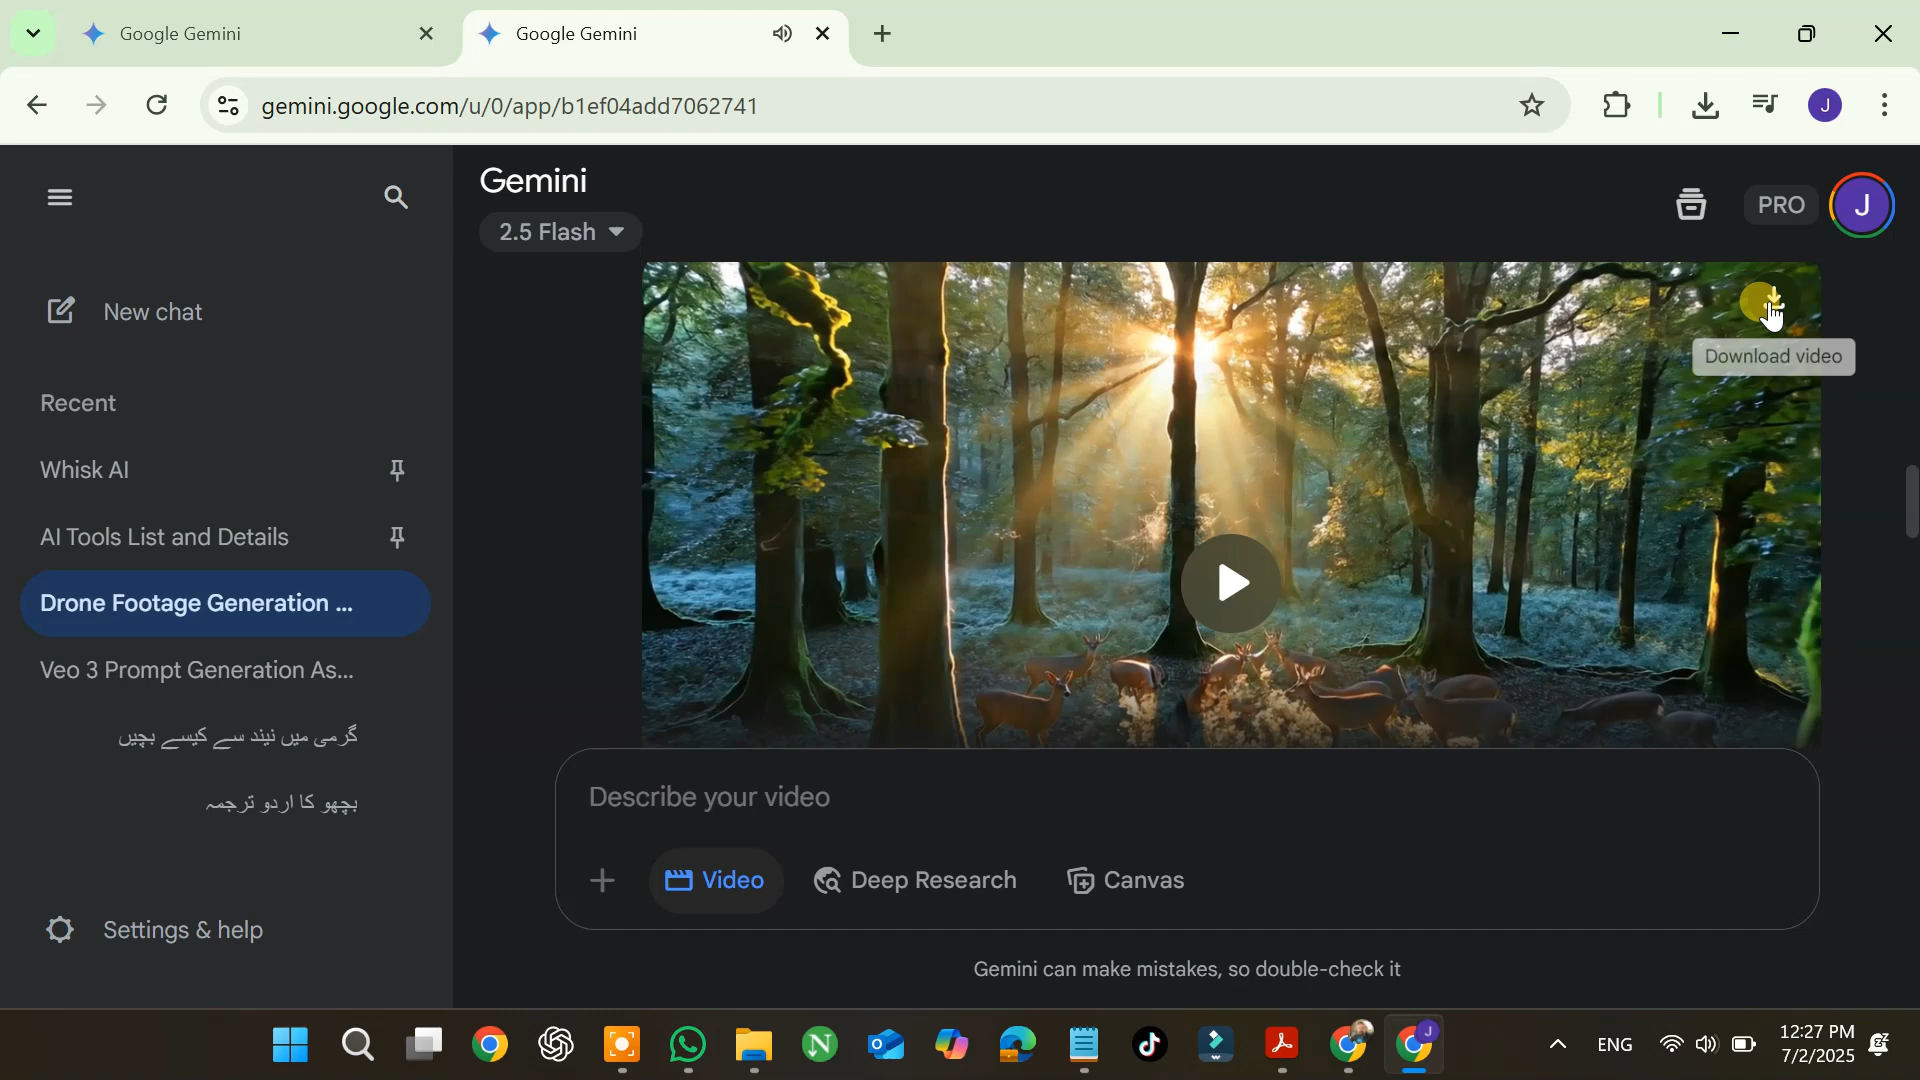 Google Gemini
Google Gemini
gemini.google.com/u/0/app/b1ef04add7062741
J
Gemini
2.5 Flash
PRO
J
New chat
Recent
Whisk AI
AI Tools List and Details
Drone Footage Generation ...
Veo 3 Prompt Generation As...
گرمی میں نیند سے کیسے بچیں
بچھو کا اردو ترجمہ
Settings & help
Download video
Describe your video
Video
Deep Research
Canvas
Gemini can make mistakes, so double-check it
N
J
ENG
12:27 PM
7/2/2025